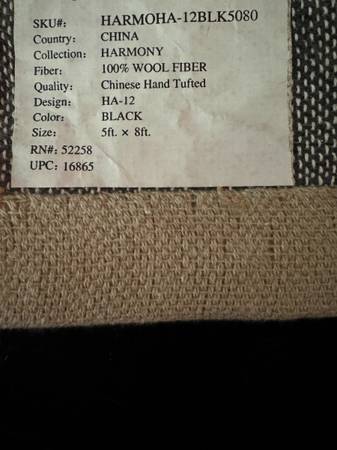 SKU#: HARMOHA-12BLK5080
Country: CHINA
Collection: HARMONY
Fiber: 100% WOOL FIBER
Quality: Chinese Hand Tufted
Design: HA-12
Color: BLACK
Size: 5ft. × 8ft.
RN#: 52258
UPC: 16865